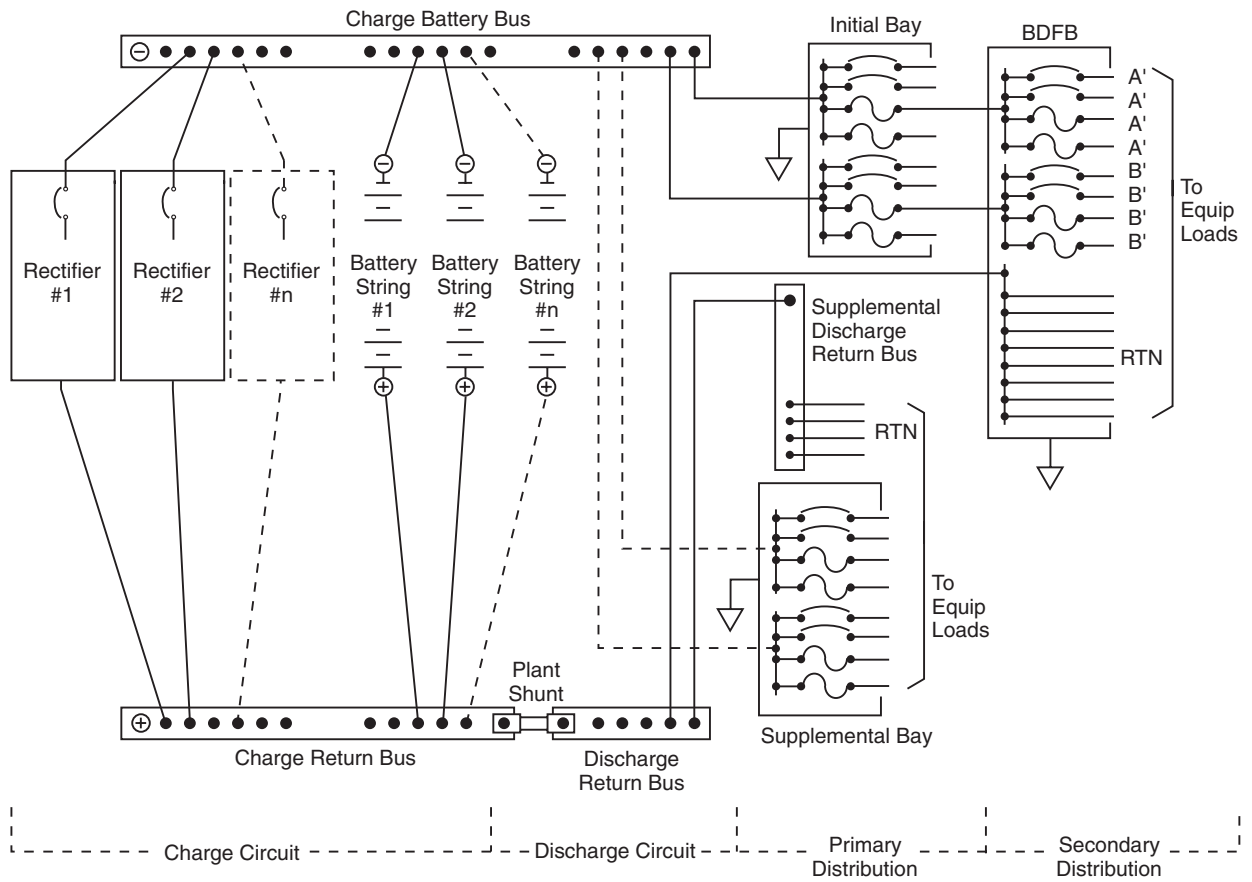 Charge Battery Bus
Initial Bay
BDFB
−
A'
A'
A'
A'
B'
B'
B'
B'
To
Equip
Loads
−
−
−
Rectifier
#1
Rectifier
#2
Rectifier
#n
Battery
String
#1
Battery
String
#2
Battery
String
#n
+
+
+
Supplemental
Discharge
Return Bus
RTN
RTN
To
Equip
Loads
Plant
Shunt
+
Charge Return Bus
Discharge
Return Bus
Supplemental Bay
Charge Circuit
Discharge Circuit
Primary
Distribution
Secondary
Distribution